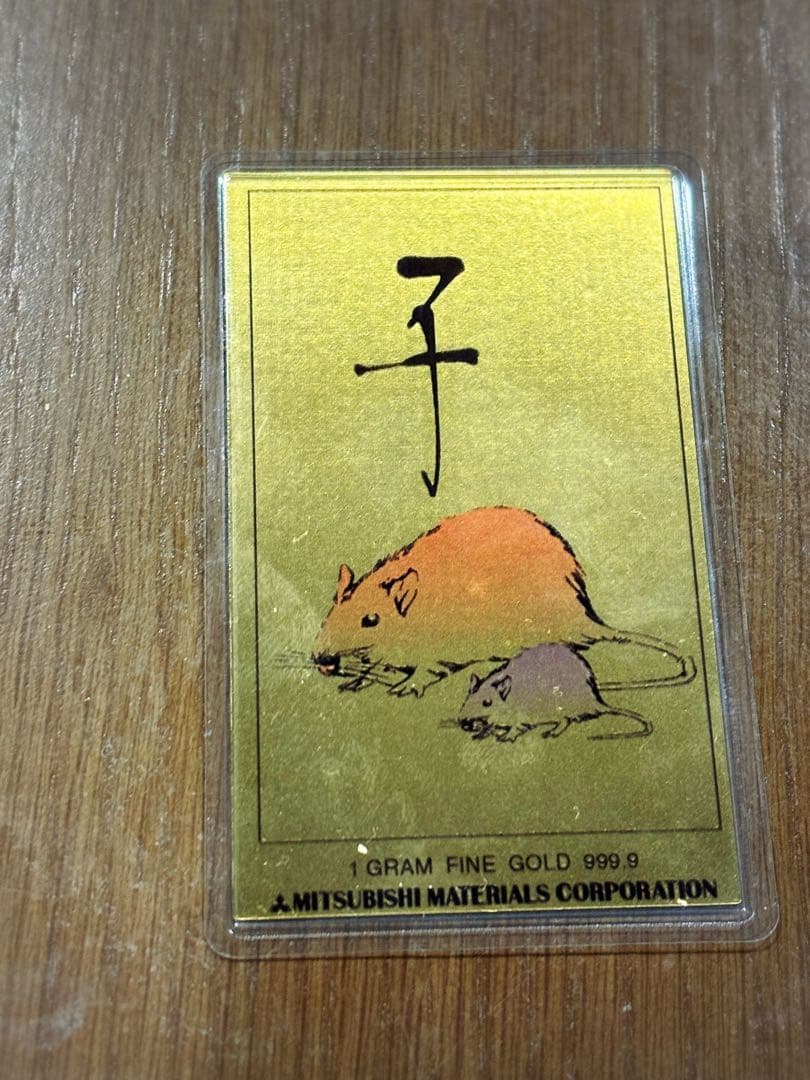 子
1 GRAM FINE GOLD 999.9
MITSUBISHI MATERIALS CORPORATION